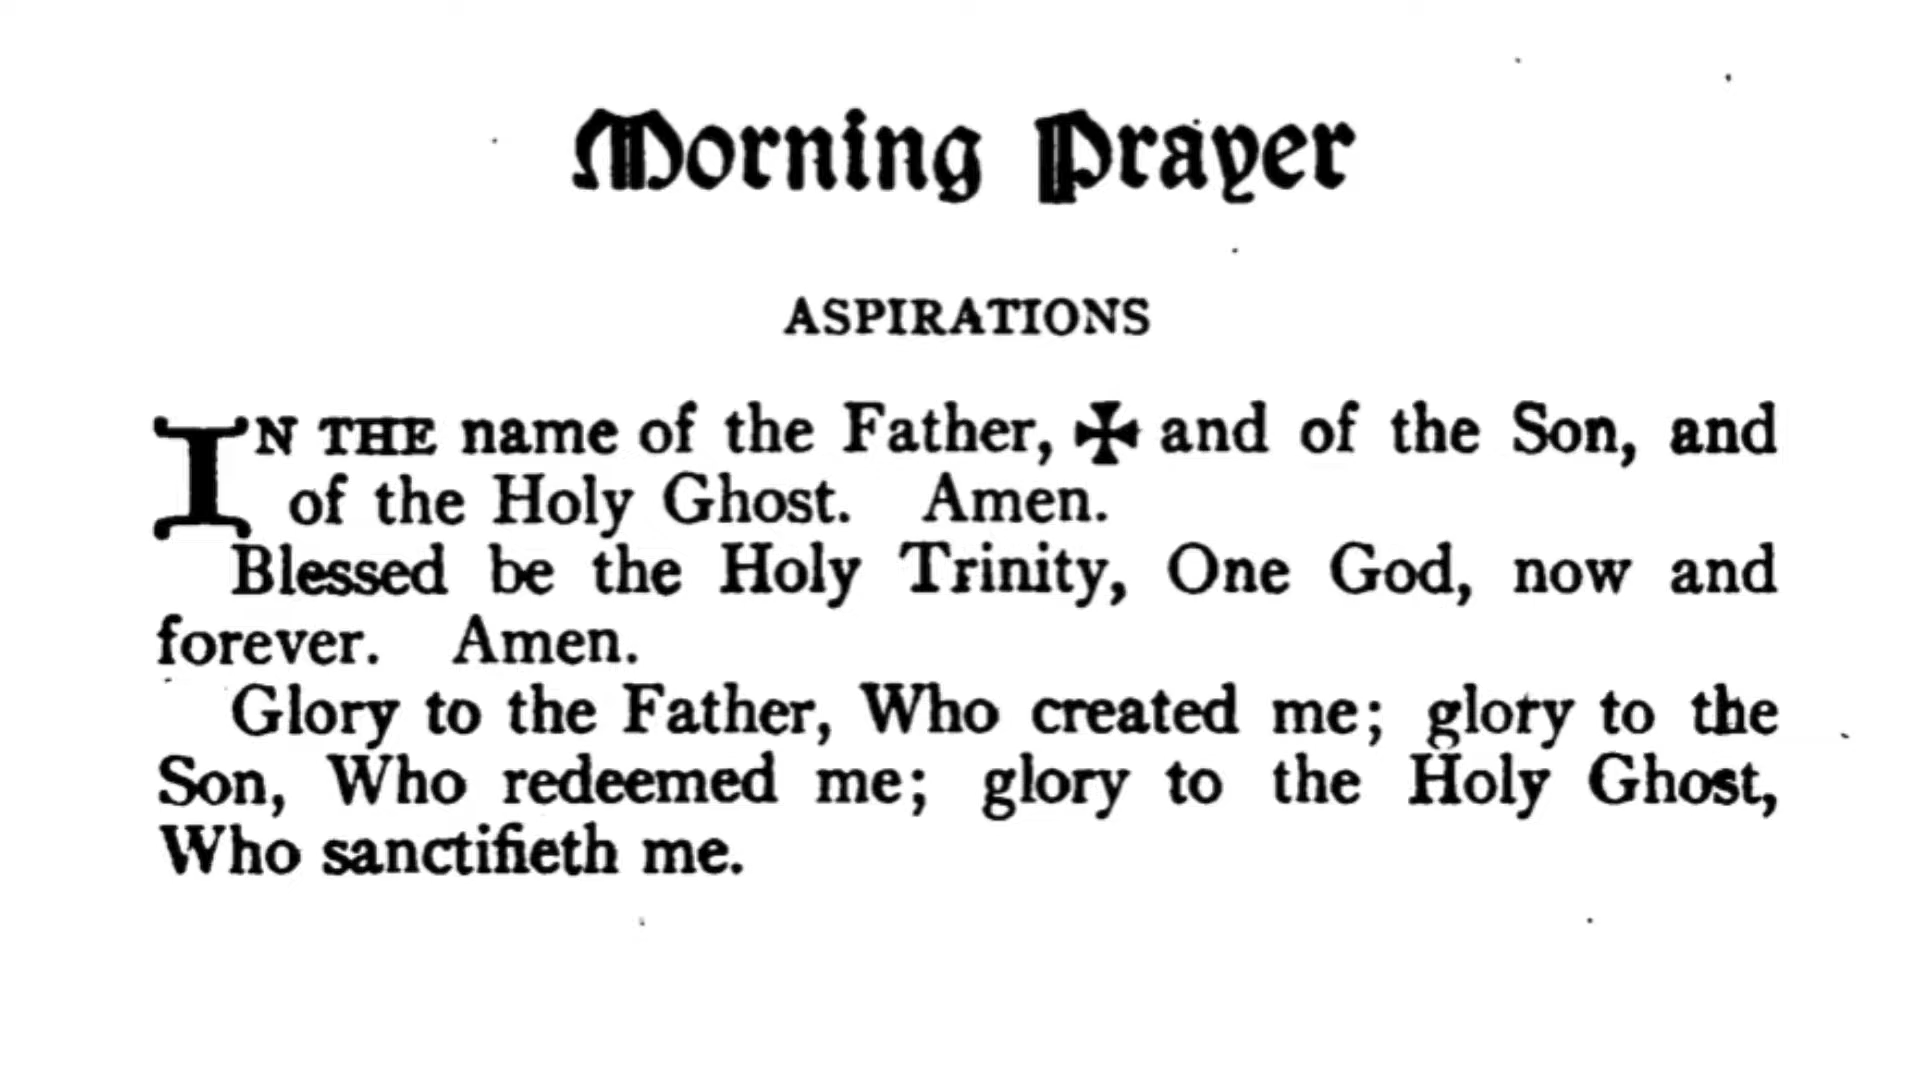 Morning Prayer
ASPIRATIONS
IN THE name of the Father, ✠ and of the Son, and
of the Holy Ghost. Amen.
Blessed be the Holy Trinity, One God, now and
forever. Amen.
Glory to the Father, Who created me; glory to the
Son, Who redeemed me; glory to the Holy Ghost,
Who sanctifieth me.